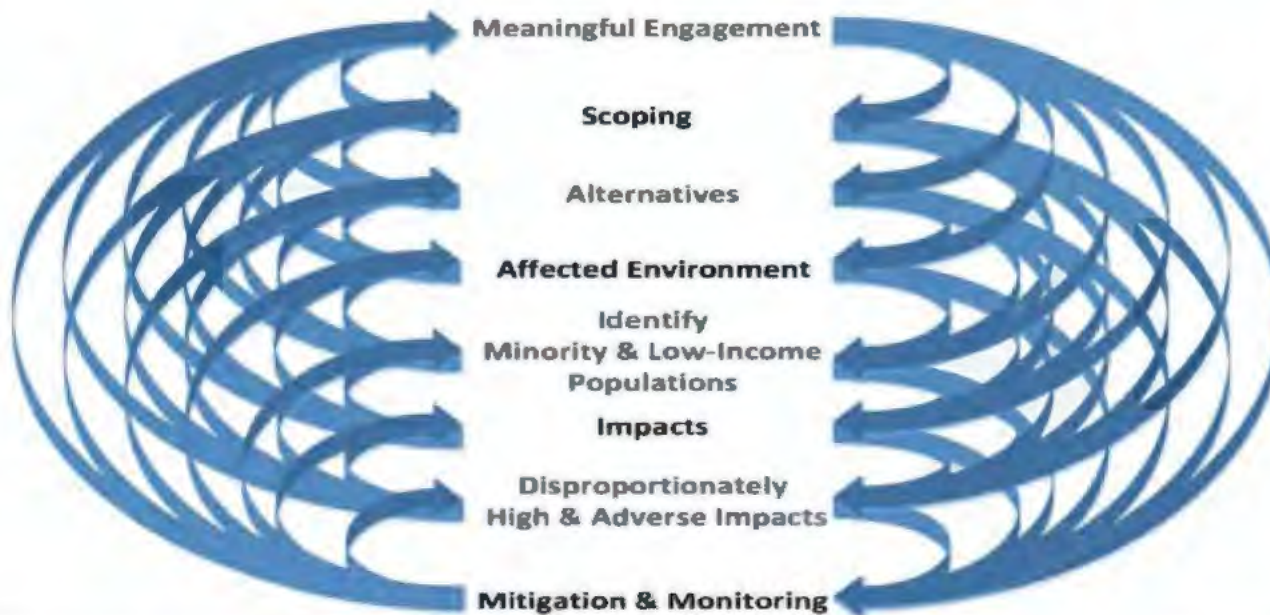 Meaningful Engagement
Scoping
Alternatives
Affected Environment
Identify
Minority & Low-Income
Populations
Impacts
Disproportionately
High & Adverse Impacts
Mitigation & Monitoring